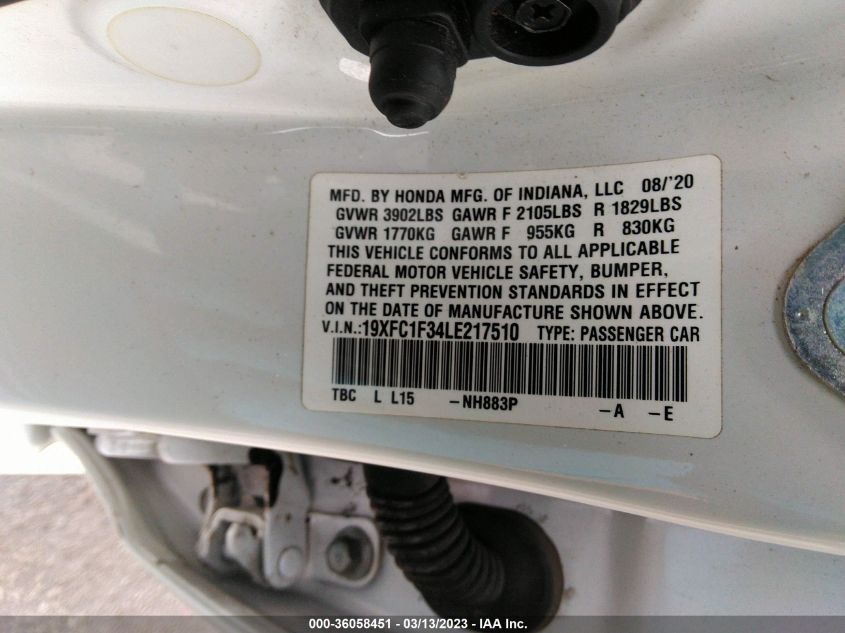 MFD. BY HONDA MFG. OF INDIANA, LLC 08/'20
GVWR 3902LBS GAWR F 2105LBS R 1829LBS
GVWR 1770KG GAWR F 955KG R 830KG
THIS VEHICLE CONFORMS TO ALL APPLICABLE
FEDERAL MOTOR VEHICLE SAFETY, BUMPER,
AND THEFT PREVENTION STANDARDS IN EFFECT
ON THE DATE OF MANUFACTURE SHOWN ABOVE.
V.I.N.:19XFC1F34LE217510 TYPE: PASSENGER CAR
TBC L L15 -NH883P -A -E
000-36058451 - 03/13/2023 - IAA Inc.